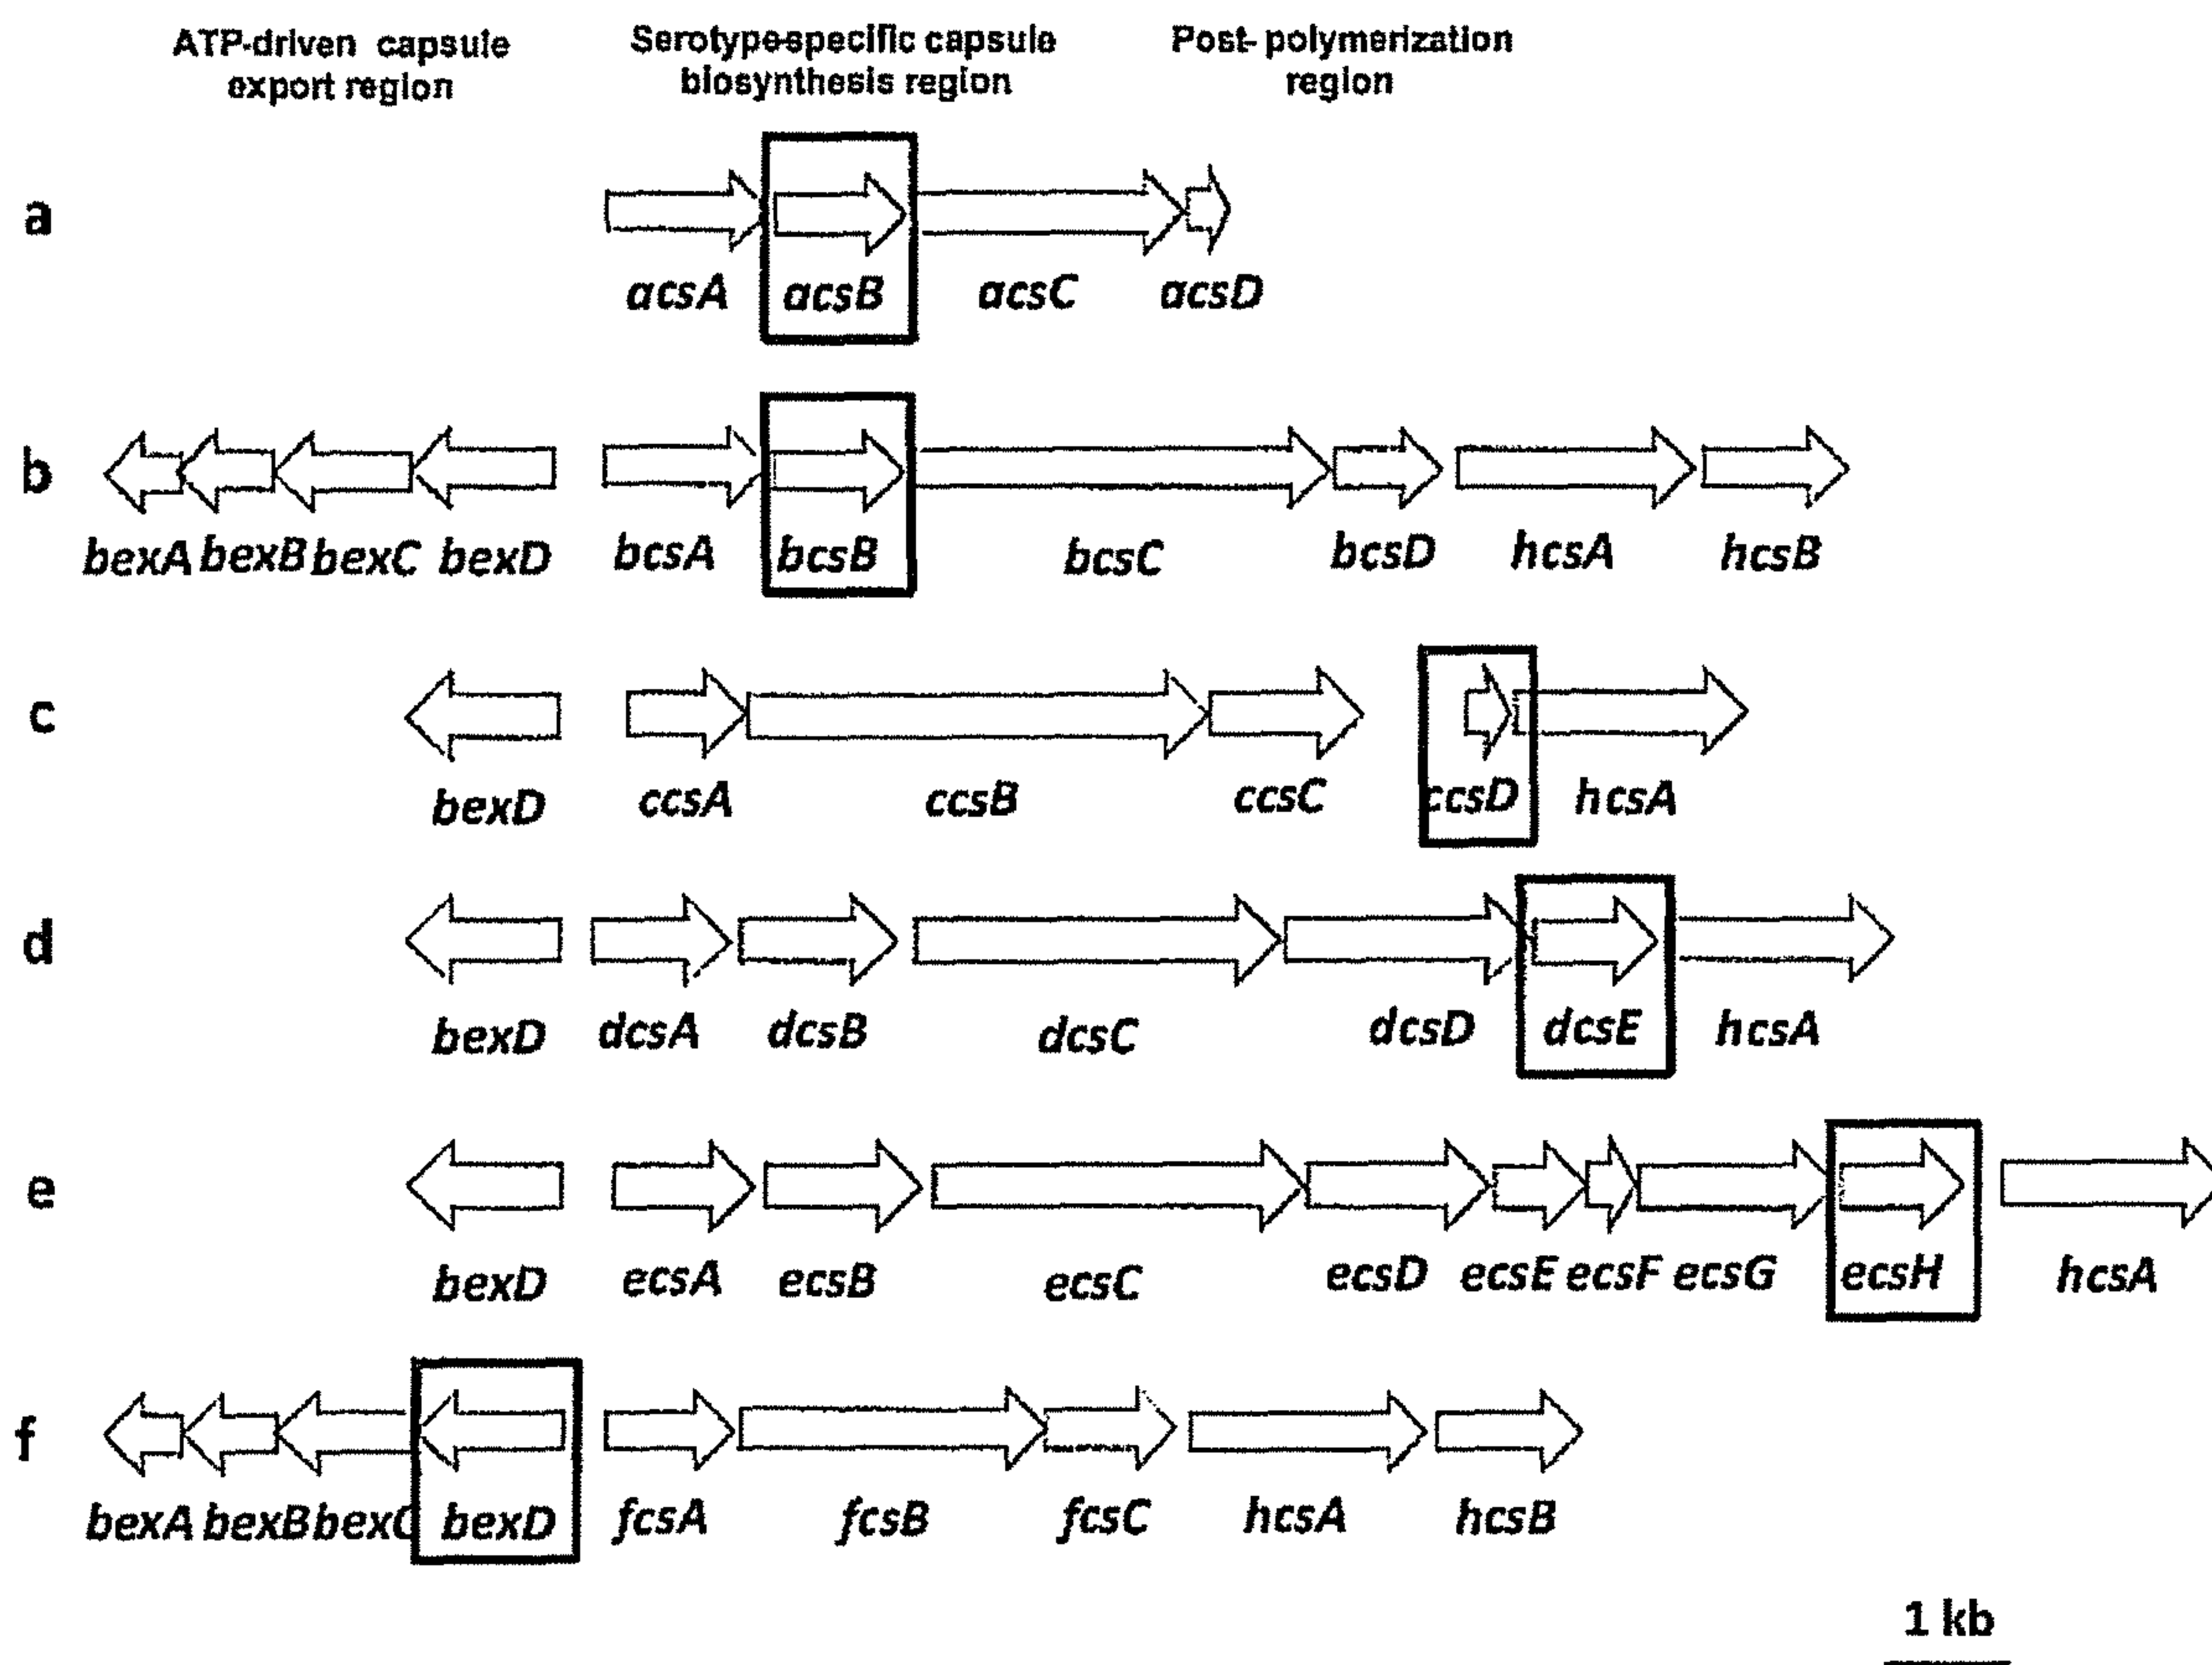 ATP-driven capsule
export region
Serotype-specific capsule
biosynthesis region
Post-polymerization
region
a
acsA acsB acsC acsD
b
bexA bexB bexC bexD bcsA bcsB bcsC bcsD hcsA hcsB
c
bexD ccsA ccsB ccsC ccsD hcsA
d
bexD dcsA dcsB dcsC dcsD dcsE hcsA
e
bexD ecsA ecsB ecsC ecsD ecsE ecsF ecsG ecsH hcsA
f
bexA bexB bexC bexD fcsA fcsB fcsC hcsA hcsB
1 kb